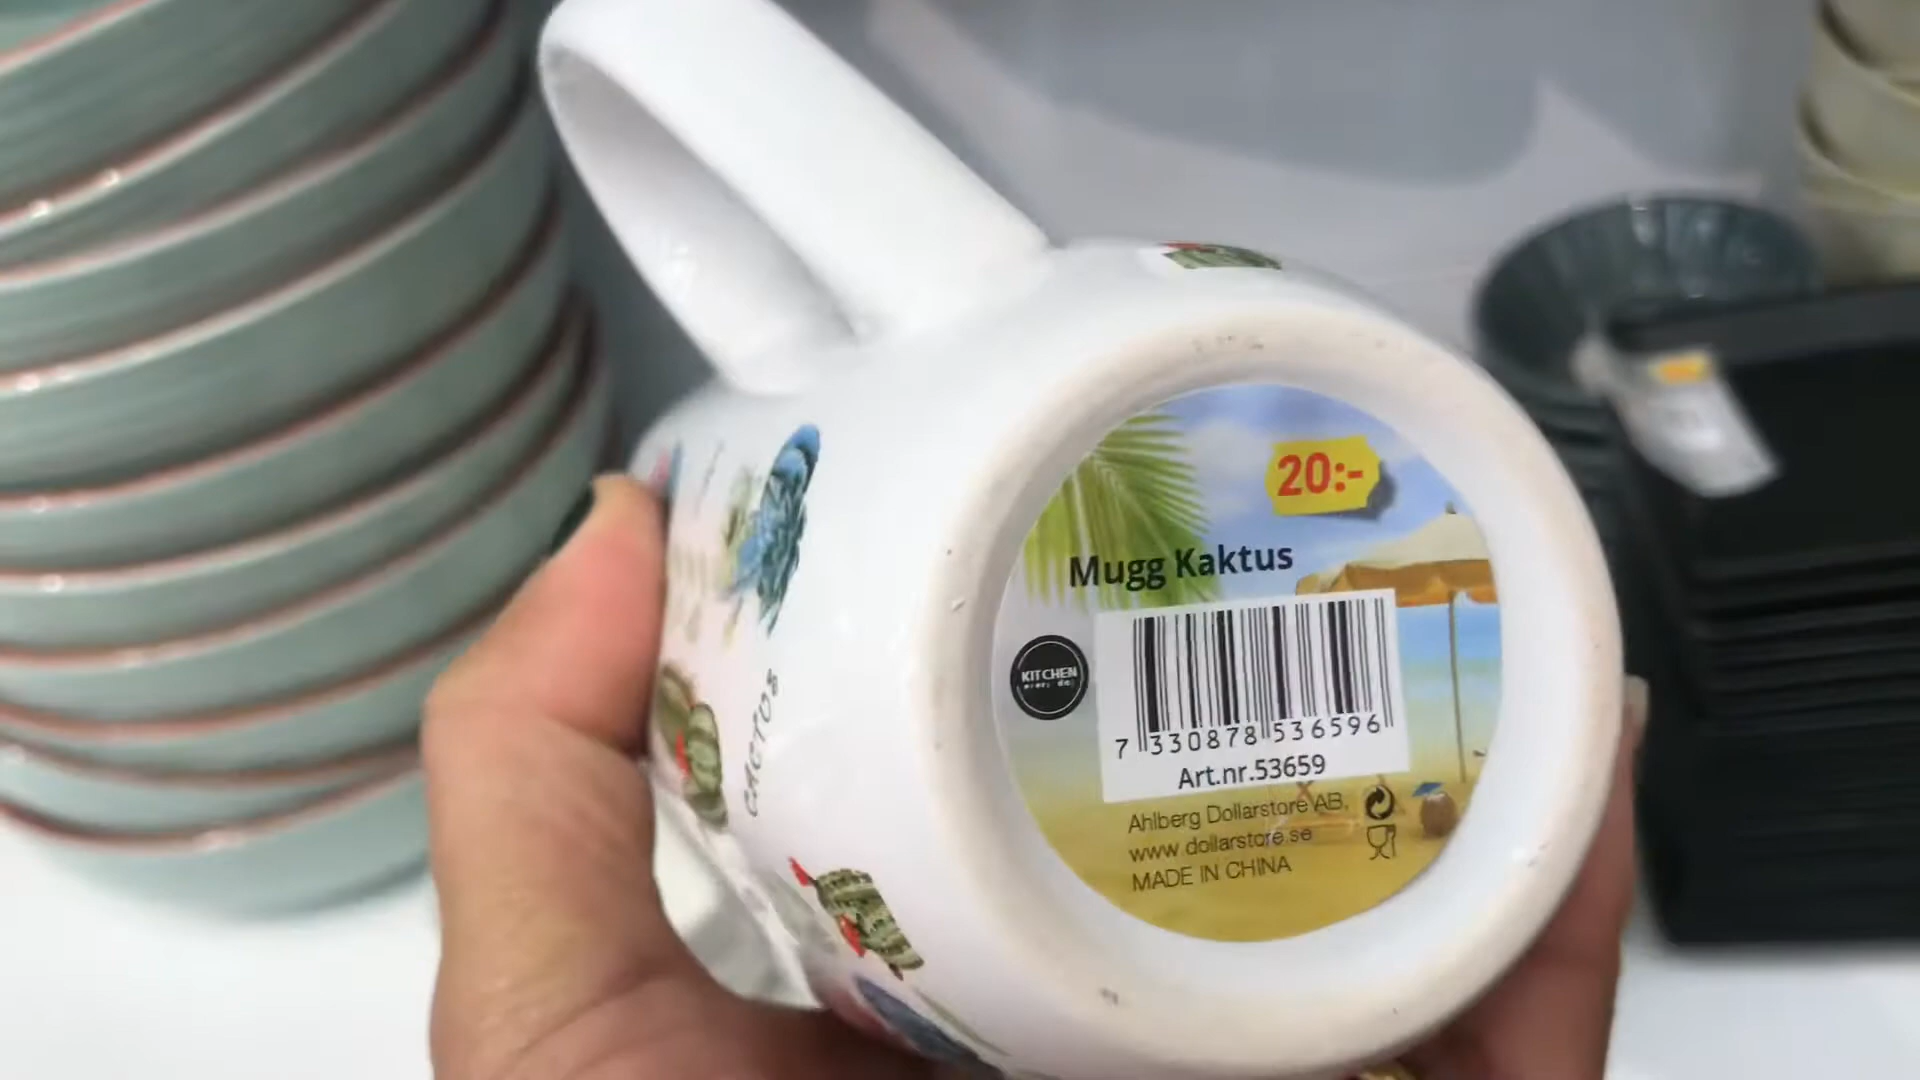 20:-
Mugg Kaktus
KITCHEN
7 330878 536596
Art.nr.53659
Ahlberg Dollarstore AB,
www.dollarstore.se
MADE IN CHINA
CACTOS